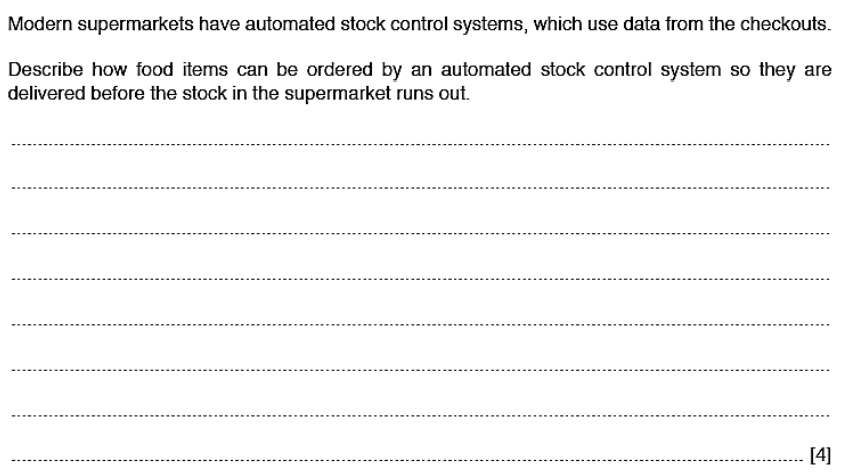 Modern supermarkets have automated stock control systems, which use data from the checkouts.
Describe how food items can be ordered by an automated stock control system so they are
delivered before the stock in the supermarket runs out.
[4]